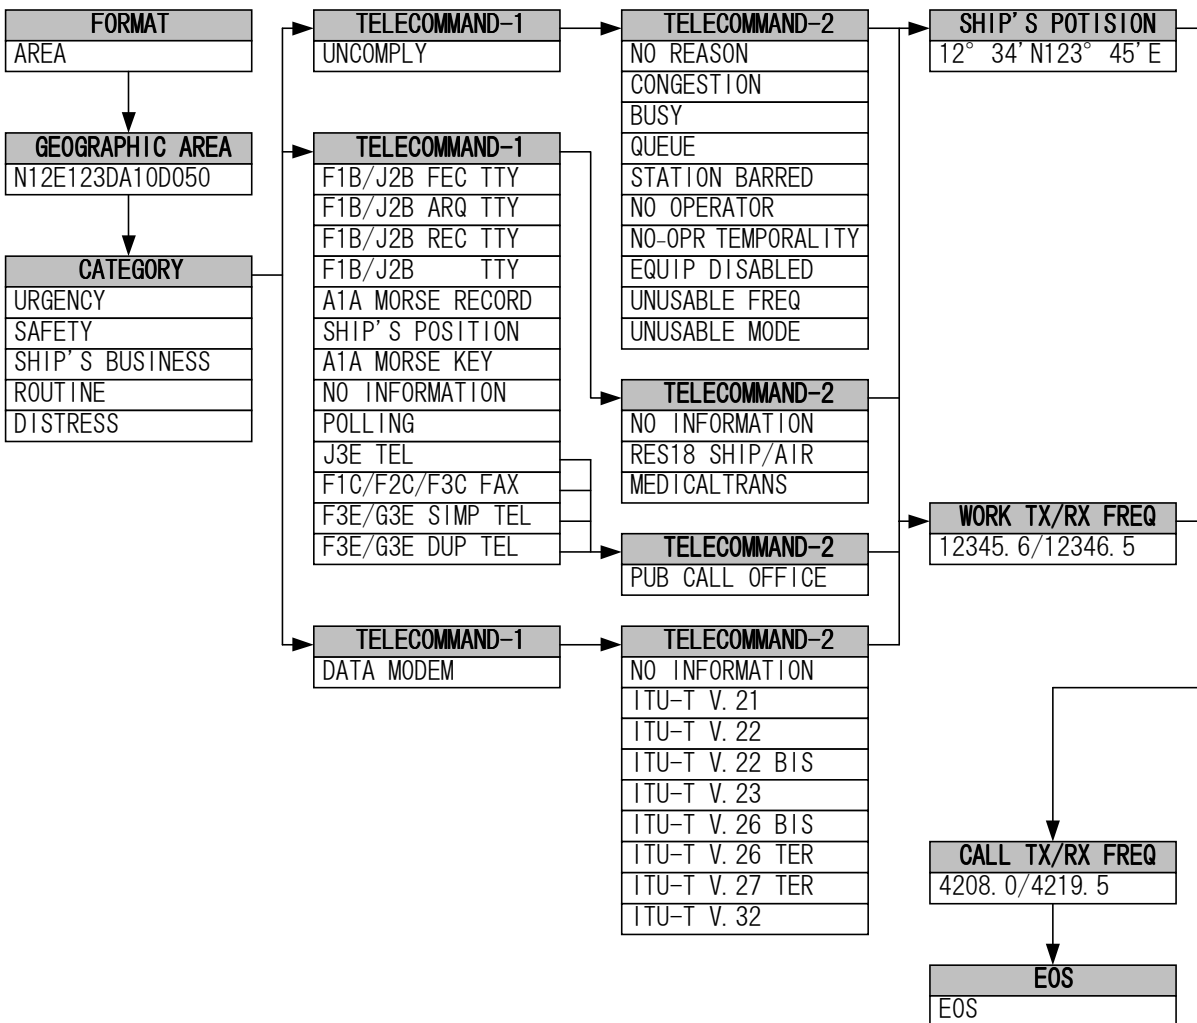 FORMAT
AREA
GEOGRAPHIC AREA
N12E123DA10D050
CATEGORY
URGENCY
SAFETY
SHIP'S BUSINESS
ROUTINE
DISTRESS
TELECOMMAND-1
UNCOMPLY
TELECOMMAND-1
F1B/J2B FEC TTY
F1B/J2B ARQ TTY
F1B/J2B REC TTY
F1B/J2B TTY
A1A MORSE RECORD
SHIP'S POSITION
A1A MORSE KEY
NO INFORMATION
POLLING
J3E TEL
F1C/F2C/F3C FAX
F3E/G3E SIMP TEL
F3E/G3E DUP TEL
TELECOMMAND-1
DATA MODEM
TELECOMMAND-2
NO REASON
CONGESTION
BUSY
QUEUE
STATION BARRED
NO OPERATOR
NO-OPR TEMPORALITY
EQUIP DISABLED
UNUSABLE FREQ
UNUSABLE MODE
TELECOMMAND-2
NO INFORMATION
RES18 SHIP/AIR
MEDICALTRANS
TELECOMMAND-2
PUB CALL OFFICE
TELECOMMAND-2
NO INFORMATION
ITU-T V.21
ITU-T V.22
ITU-T V.22 BIS
ITU-T V.23
ITU-T V.26 BIS
ITU-T V.26 TER
ITU-T V.27 TER
ITU-T V.32
SHIP'S POTISION
12° 34'N123° 45'E
WORK TX/RX FREQ
12345.6/12346.5
CALL TX/RX FREQ
4208.0/4219.5
EOS
EOS